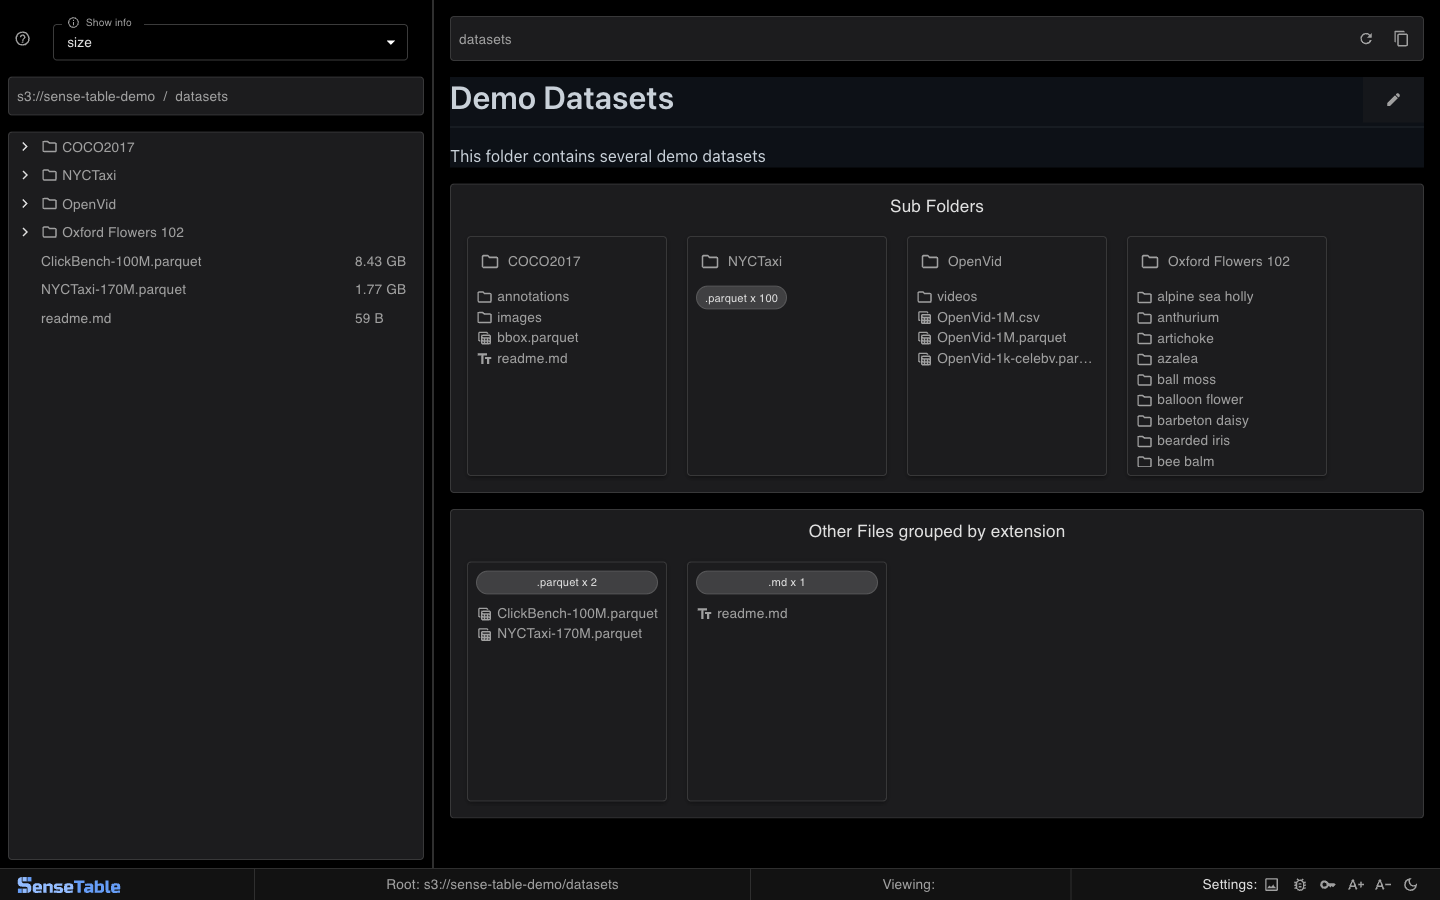 Show info
size
s3://sense-table-demo / datasets
COCO2017
NYCTaxi
OpenVid
Oxford Flowers 102
ClickBench-100M.parquet 8.43 GB
NYCTaxi-170M.parquet 1.77 GB
readme.md 59 B
datasets
Demo Datasets
This folder contains several demo datasets
Sub Folders
COCO2017
annotations
images
bbox.parquet
readme.md
NYCTaxi
.parquet x 100
OpenVid
videos
OpenVid-1M.csv
OpenVid-1M.parquet
OpenVid-1k-celebv.par...
Oxford Flowers 102
alpine sea holly
anthurium
artichoke
azalea
ball moss
balloon flower
barbeton daisy
bearded iris
bee balm
Other Files grouped by extension
.parquet x 2
ClickBench-100M.parquet
NYCTaxi-170M.parquet
.md x 1
readme.md
SenseTable
Root: s3://sense-table-demo/datasets
Viewing:
Settings: A+ A-